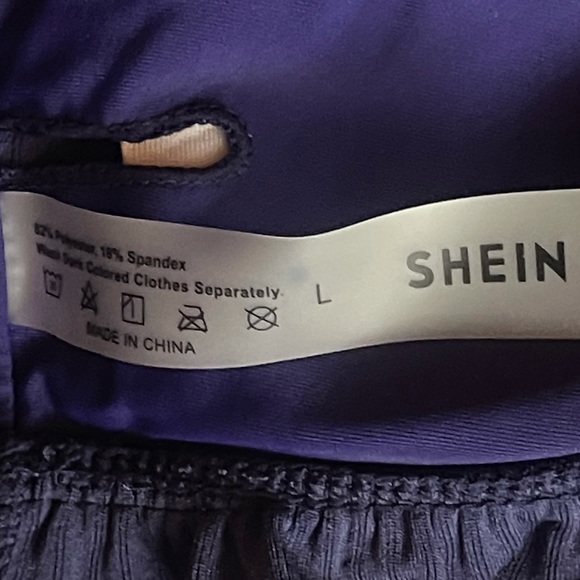 82% Polyester, 18% Spandex
Wash Dark Colored Clothes Separately.
L
SHEIN
MADE IN CHINA